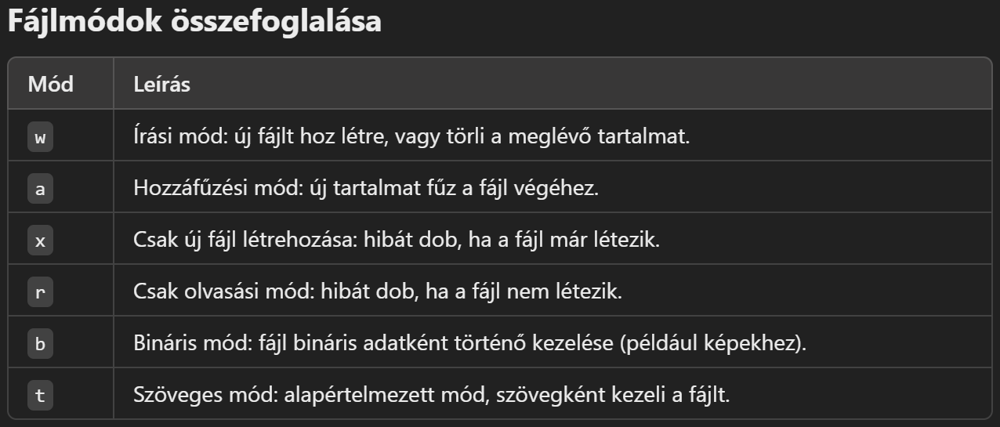 Fájlmódok összefoglalása
Mód Leírás
w Írási mód: új fájlt hoz létre, vagy törli a meglévő tartalmat.
a Hozzáfűzési mód: új tartalmat fűz a fájl végéhez.
x Csak új fájl létrehozása: hibát dob, ha a fájl már létezik.
r Csak olvasási mód: hibát dob, ha a fájl nem létezik.
b Bináris mód: fájl bináris adatként történő kezelése (például képekhez).
t Szöveges mód: alapértelmezett mód, szövegként kezeli a fájlt.